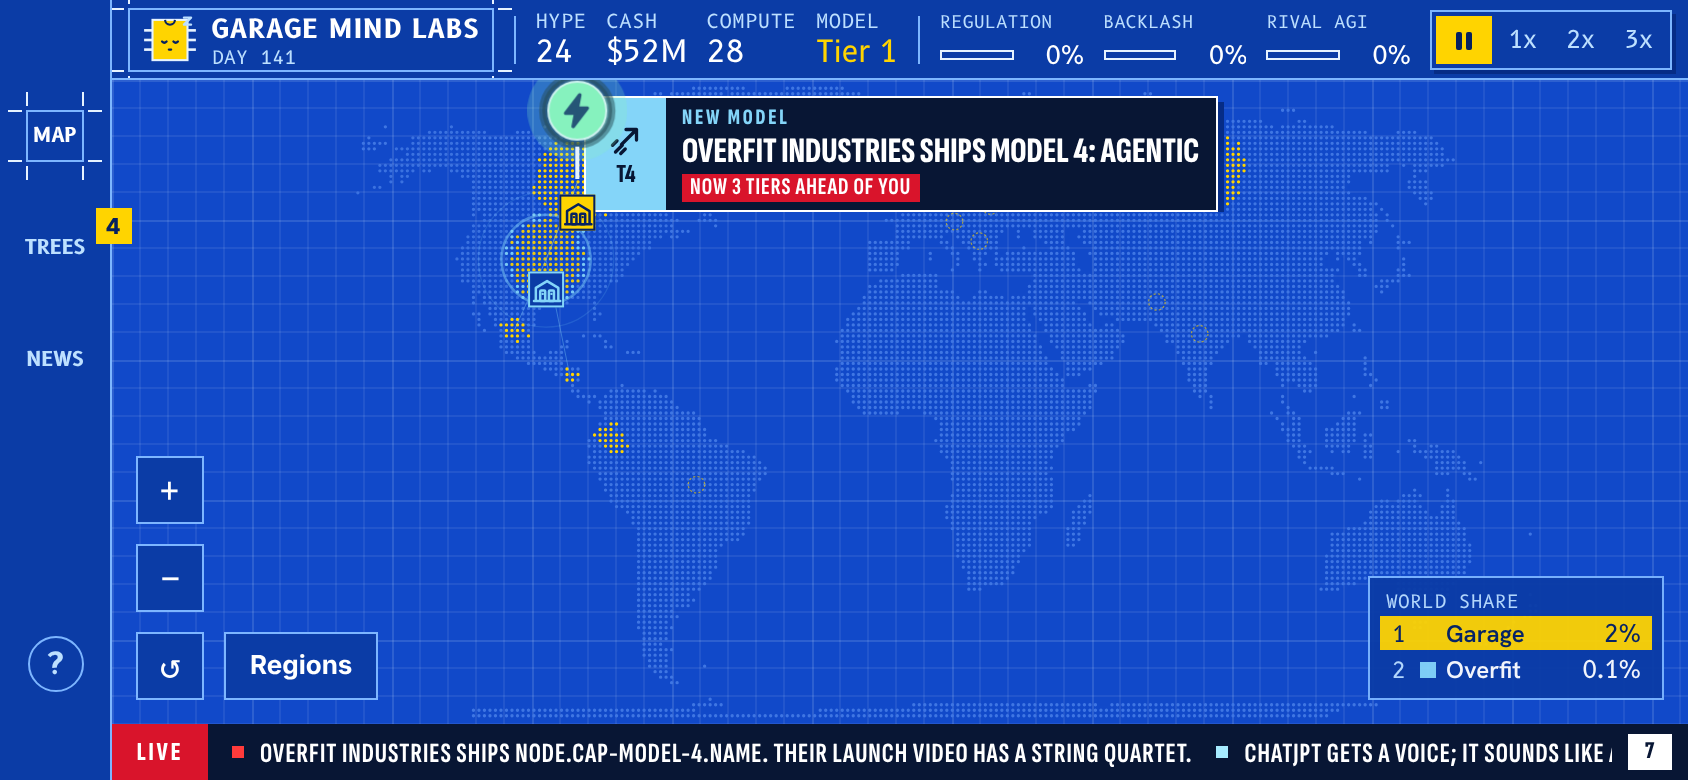 GARAGE MIND LABS
DAY 141
HYPE
24
CASH
$52M
COMPUTE
28
MODEL
Tier 1
REGULATION
0%
BACKLASH
0%
RIVAL AGI
0%
1x
2x
3x
MAP
4
TREES
NEWS
T4
NEW MODEL
OVERFIT INDUSTRIES SHIPS MODEL 4: AGENTIC
NOW 3 TIERS AHEAD OF YOU
+
−
↺
Regions
?
WORLD SHARE
1 Garage 2%
2 Overfit 0.1%
LIVE
OVERFIT INDUSTRIES SHIPS NODE.CAP-MODEL-4.NAME. THEIR LAUNCH VIDEO HAS A STRING QUARTET.
CHATJPT GETS A VOICE; IT SOUNDS LIKE
7